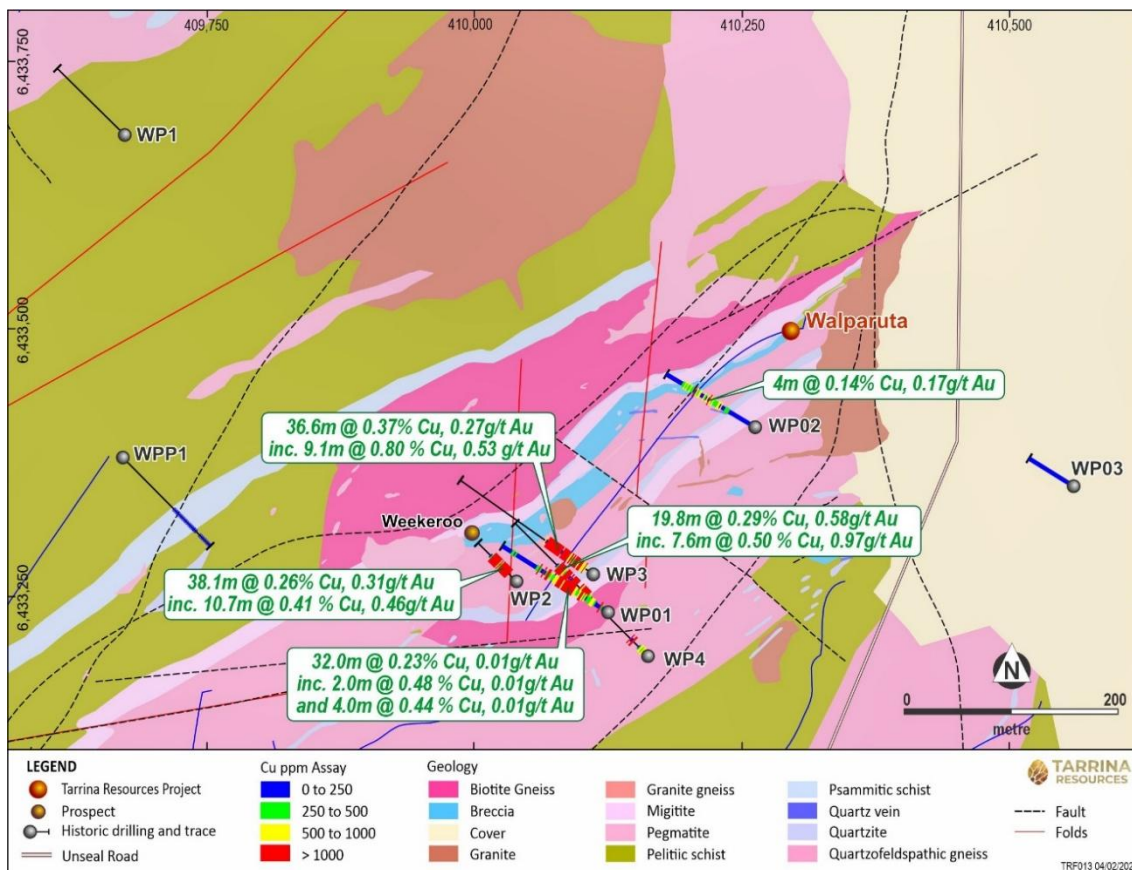 409,750
410,000
410,250
410,500
6,433,750
6,433,500
6,433,250
WP1
Walparuta
4m @ 0.14% Cu, 0.17g/t Au
WP02
36.6m @ 0.37% Cu, 0.27g/t Au
inc. 9.1m @ 0.80 % Cu, 0.53 g/t Au
WPP1
WP03
Weekeroo
19.8m @ 0.29% Cu, 0.58g/t Au
inc. 7.6m @ 0.50 % Cu, 0.97g/t Au
WP3
38.1m @ 0.26% Cu, 0.31g/t Au
inc. 10.7m @ 0.41 % Cu, 0.46g/t Au
WP2
WP01
WP4
32.0m @ 0.23% Cu, 0.01g/t Au
inc. 2.0m @ 0.48 % Cu, 0.01g/t Au
and 4.0m @ 0.44 % Cu, 0.01g/t Au
N
0 200
metre
LEGEND
Tarrina Resources Project
Prospect
Historic drilling and trace
Unseal Road
Cu ppm Assay
0 to 250
250 to 500
500 to 1000
> 1000
Geology
Biotite Gneiss
Breccia
Cover
Granite
Granite gneiss
Migitite
Pegmatite
Pelitiic schist
Psammitic schist
Quartz vein
Quartzite
Quartzofeldspathic gneiss
TARRINA
RESOURCES
Fault
Folds
TRF013 04/02/202